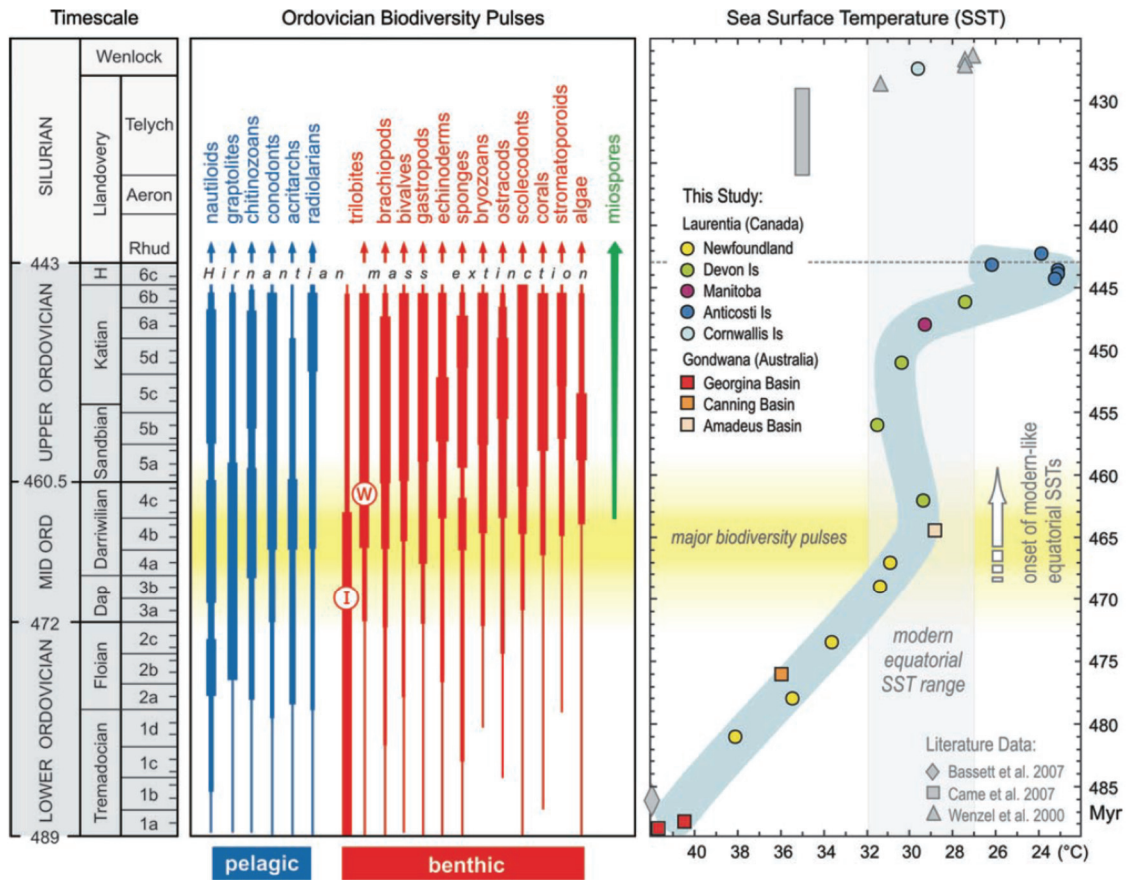 Timescale
Ordovician Biodiversity Pulses
Sea Surface Temperature (SST)
SILURIAN
UPPER ORDOVICIAN
MID ORD
LOWER ORDOVICIAN
443
460.5
472
489
Wenlock
Llandovery
Telych
Aeron
Rhud
H
Katian
Sandbian
Darriwilian
Dap
Floian
Tremadocian
6c
6b
6a
5d
5c
5b
5a
4c
4b
4a
3b
3a
2c
2b
2a
1d
1c
1b
1a
nautiloids
graptolites
chitinozoans
conodonts
acritarchs
radiolarians
trilobites
brachiopods
bivalves
gastropods
echinoderms
sponges
bryozoans
ostracods
scolecodonts
corals
stromatoporoids
algae
miospores
Hirnantian mass extinction
W
I
pelagic
benthic
This Study:
Laurentia (Canada)
Newfoundland
Devon Is
Manitoba
Anticosti Is
Cornwallis Is
Gondwana (Australia)
Georgina Basin
Canning Basin
Amadeus Basin
major biodiversity pulses
onset of modern-like
equatorial SSTs
modern
equatorial
SST range
Literature Data:
Bassett et al. 2007
Came et al. 2007
Wenzel et al. 2000
430
435
440
445
450
455
460
465
470
475
480
485
Myr
40 38 36 34 32 30 28 26 24 (°C)